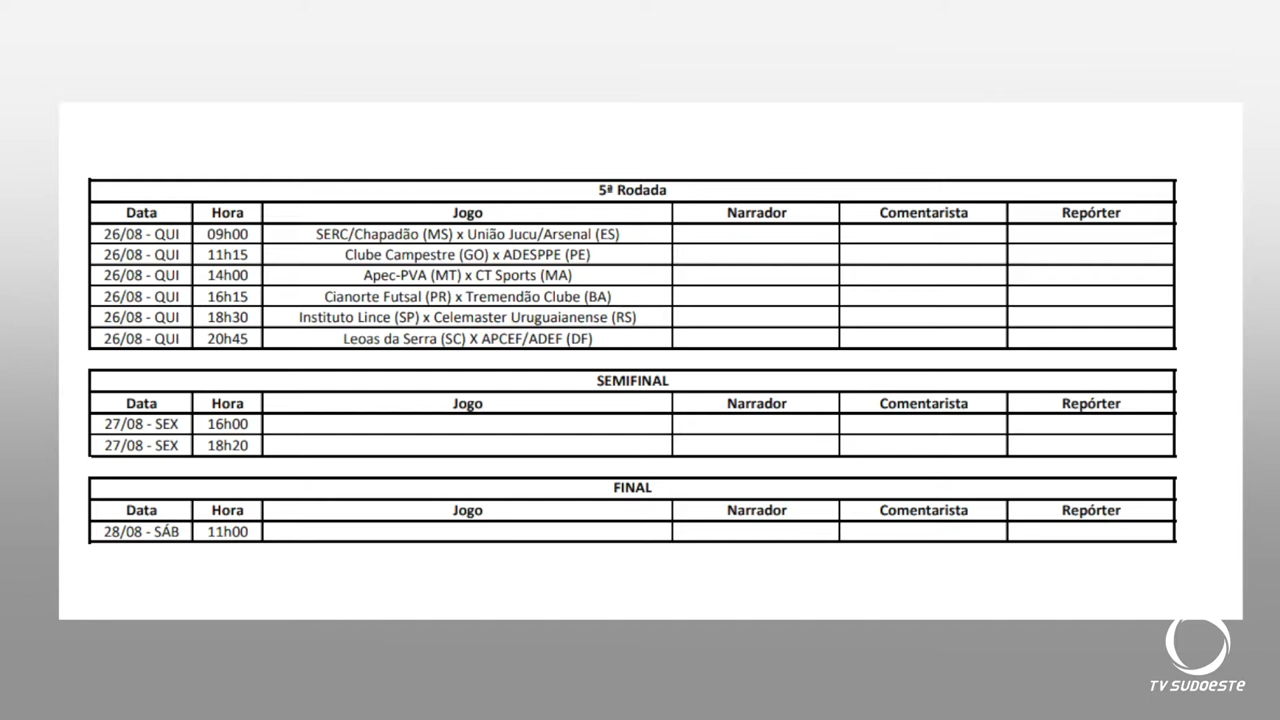 5ª Rodada
Data Hora Jogo Narrador Comentarista Repórter
26/08 - QUI 09h00 SERC/Chapadão (MS) x União Jucu/Arsenal (ES)
26/08 - QUI 11h15 Clube Campestre (GO) x ADESPPE (PE)
26/08 - QUI 14h00 Apec-PVA (MT) x CT Sports (MA)
26/08 - QUI 16h15 Cianorte Futsal (PR) x Tremendão Clube (BA)
26/08 - QUI 18h30 Instituto Lince (SP) x Celemaster Uruguaianense (RS)
26/08 - QUI 20h45 Leoas da Serra (SC) X APCEF/ADEF (DF)
SEMIFINAL
Data Hora Jogo Narrador Comentarista Repórter
27/08 - SEX 16h00
27/08 - SEX 18h20
FINAL
Data Hora Jogo Narrador Comentarista Repórter
28/08 - SÁB 11h00
TV SUDOESTE